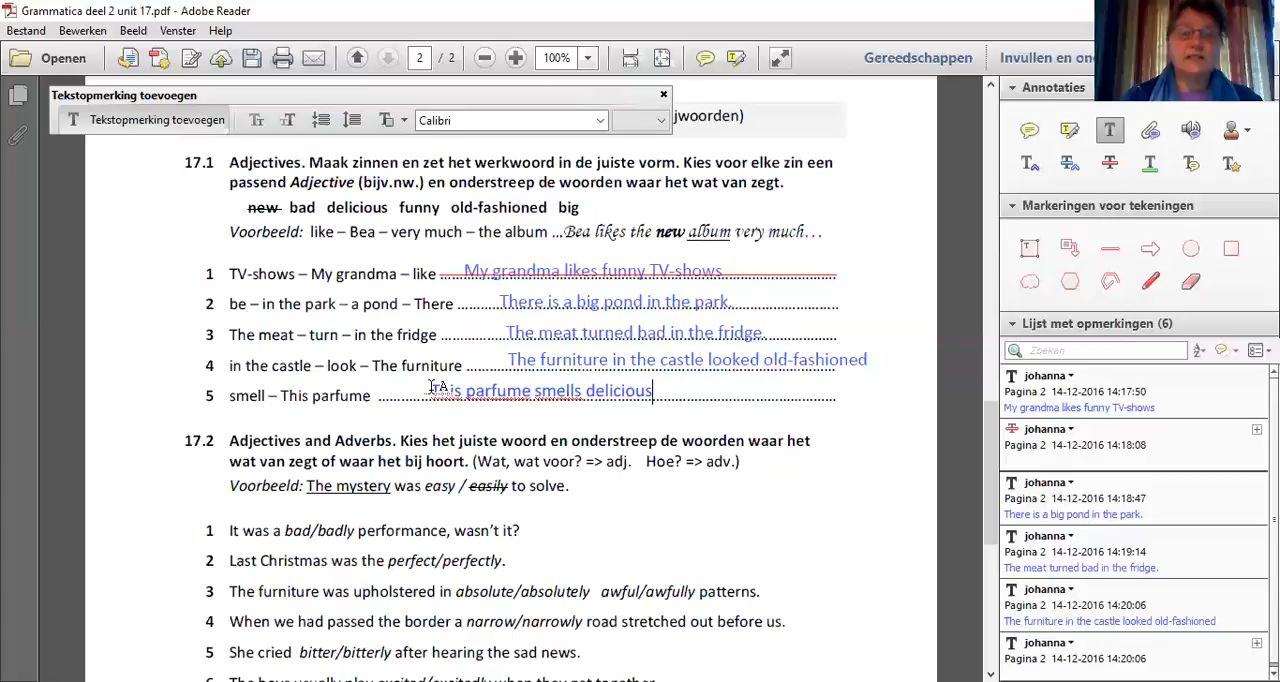 Grammatica deel 2 unit 17.pdf - Adobe Reader
Bestand Bewerken Beeld Venster Help
Openen 2 / 2 100% Gereedschappen Invullen en
Tekstopmerking toevoegen
Annotaties
Tekstopmerking toevoegen Calibri
jwoorden)
17.1 Adjectives. Maak zinnen en zet het werkwoord in de juiste vorm. Kies voor elke zin een
passend Adjective (bijv.nw.) en onderstreep de woorden waar het wat van zegt.
new bad delicious funny old-fashioned big
Voorbeeld: like – Bea – very much – the album ...Bea likes the new album very much...
1 TV-shows – My grandma – like My grandma likes funny TV-shows
2 be – in the park – a pond – There There is a big pond in the park.
3 The meat – turn – in the fridge The meat turned bad in the fridge.
4 in the castle – look – The furniture The furniture in the castle looked old-fashioned
5 smell – This parfume This parfume smells delicious
17.2 Adjectives and Adverbs. Kies het juiste woord en onderstreep de woorden waar het
wat van zegt of waar het bij hoort. (Wat, wat voor? => adj. Hoe? => adv.)
Voorbeeld: The mystery was easy / easily to solve.
1 It was a bad/badly performance, wasn't it?
2 Last Christmas was the perfect/perfectly.
3 The furniture was upholstered in absolute/absolutely awful/awfully patterns.
4 When we had passed the border a narrow/narrowly road stretched out before us.
5 She cried bitter/bitterly after hearing the sad news.
6 The boys usually play excited/excitedly when they get together.
Markeringen voor tekeningen
Lijst met opmerkingen (6)
Zoeken
johanna
Pagina 2 14-12-2016 14:17:50
My grandma likes funny TV-shows
johanna
Pagina 2 14-12-2016 14:18:08
johanna
Pagina 2 14-12-2016 14:18:47
There is a big pond in the park.
johanna
Pagina 2 14-12-2016 14:19:14
The meat turned bad in the fridge.
johanna
Pagina 2 14-12-2016 14:20:06
The furniture in the castle looked old-fashioned
johanna
Pagina 2 14-12-2016 14:20:06